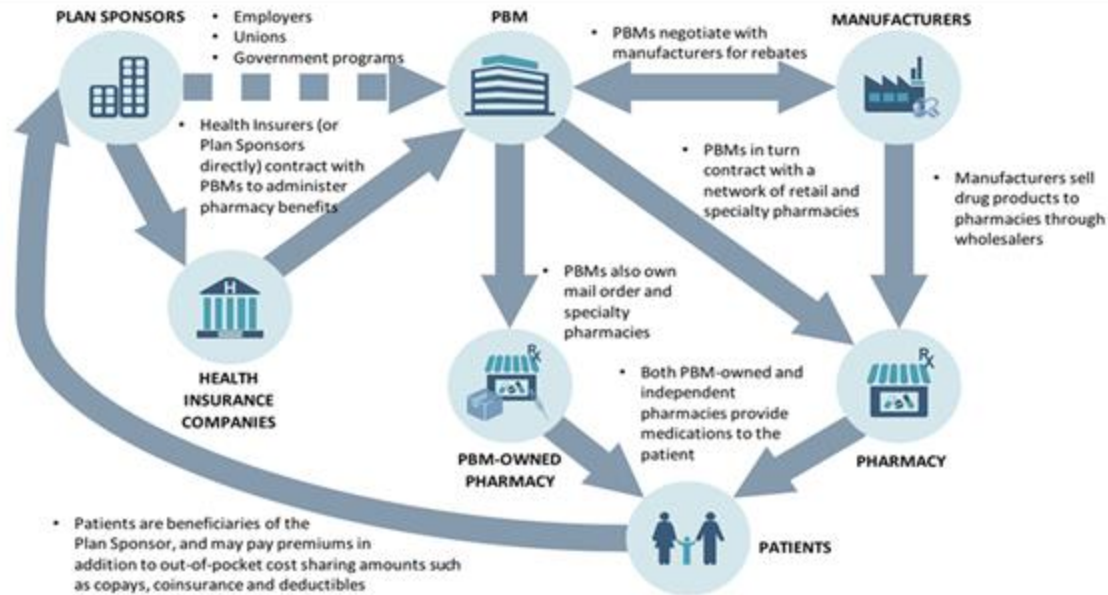 PLAN SPONSORS
• Employers
• Unions
• Government programs
PBM
MANUFACTURERS
• PBMs negotiate with
manufacturers for rebates
• Health Insurers (or
Plan Sponsors
directly) contract with
PBMs to administer
pharmacy benefits
• PBMs in turn
contract with a
network of retail and
specialty pharmacies
• Manufacturers sell
drug products to
pharmacies through
wholesalers
H
HEALTH
INSURANCE
COMPANIES
• PBMs also own
mail order and
specialty
pharmacies
Rx
PBM-OWNED
PHARMACY
• Both PBM-owned and
independent
pharmacies provide
medications to the
patient
Rx
PHARMACY
• Patients are beneficiaries of the
Plan Sponsor, and may pay premiums in
addition to out-of-pocket cost sharing amounts such
as copays, coinsurance and deductibles
PATIENTS